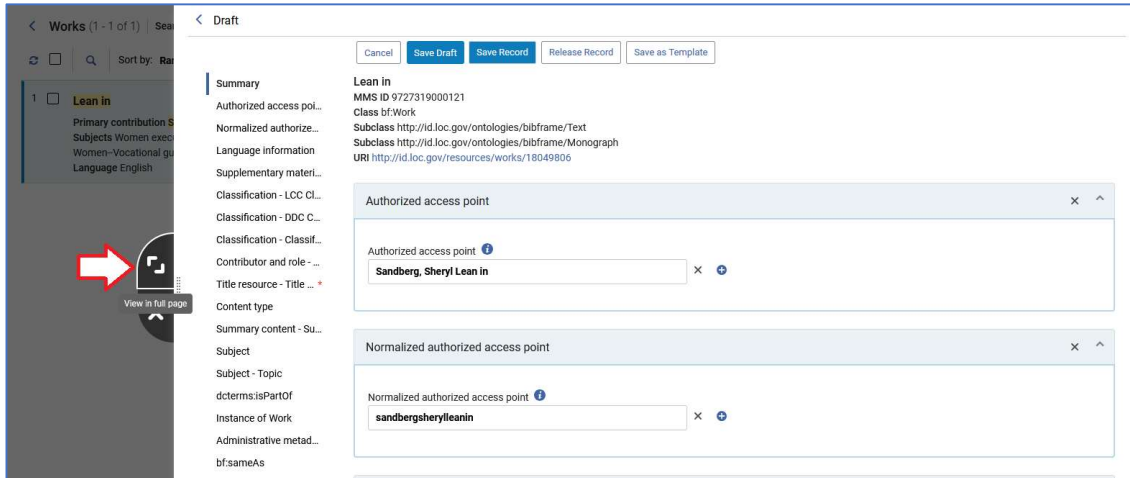 Works (1 - 1 of 1) Sea
Sort by: Ra
1 Lean in
Primary contribution S
Subjects Women exec
Women--Vocational gu
Language English
View in full page
Draft
Cancel Save Draft Save Record Release Record Save as Template
Summary
Authorized access poi...
Normalized authorize...
Language information
Supplementary materi...
Classification - LCC Cl...
Classification - DDC C...
Classification - Classif...
Contributor and role - ...
Title resource - Title ... *
Content type
Summary content - Su...
Subject
Subject - Topic
dcterms:isPartOf
Instance of Work
Administrative metad...
bf:sameAs
Lean in
MMS ID 9727319000121
Class bf:Work
Subclass http://id.loc.gov/ontologies/bibframe/Text
Subclass http://id.loc.gov/ontologies/bibframe/Monograph
URI http://id.loc.gov/resources/works/18049806
Authorized access point
Authorized access point
Sandberg, Sheryl Lean in
Normalized authorized access point
Normalized authorized access point
sandbergsherylleanin